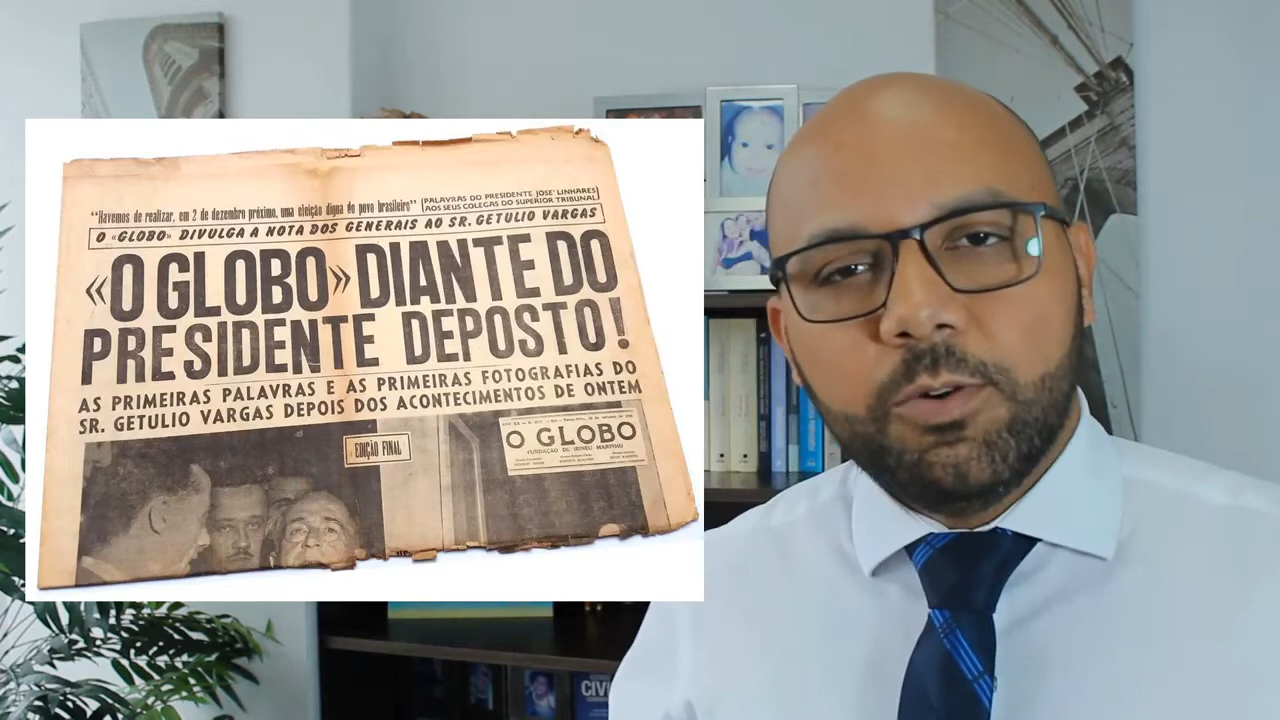 "Havemos de realizar, em 2 de dezembro próximo, uma eleição digna do povo brasileiro"
PALAVRAS DO PRESIDENTE JOSE' LINHARES
AOS SEUS COLEGAS DO SUPERIOR TRIBUNAL
O «GLOBO» DIVULGA A NOTA DOS GENERAIS AO SR. GETULIO VARGAS
«O GLOBO» DIANTE DO
PRESIDENTE DEPOSTO!
AS PRIMEIRAS PALAVRAS E AS PRIMEIRAS FOTOGRAFIAS DO
SR. GETULIO VARGAS DEPOIS DOS ACONTECIMENTOS DE ONTEM
EDIÇÃO FINAL
O GLOBO
FUNDAÇÃO DE IRINEU MARINHO
CIVI